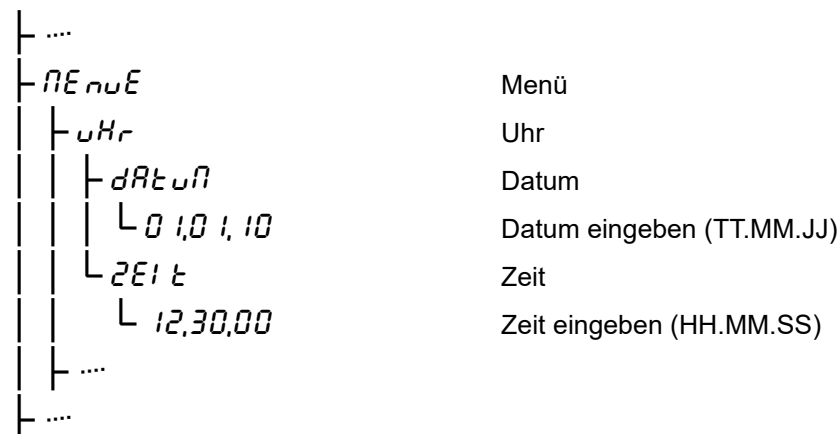 ....
MEnuE Menü
uHr Uhr
dAtuM Datum
01,01,10 Datum eingeben (TT.MM.JJ)
ZEIt Zeit
12,30,00 Zeit eingeben (HH.MM.SS)
....
....